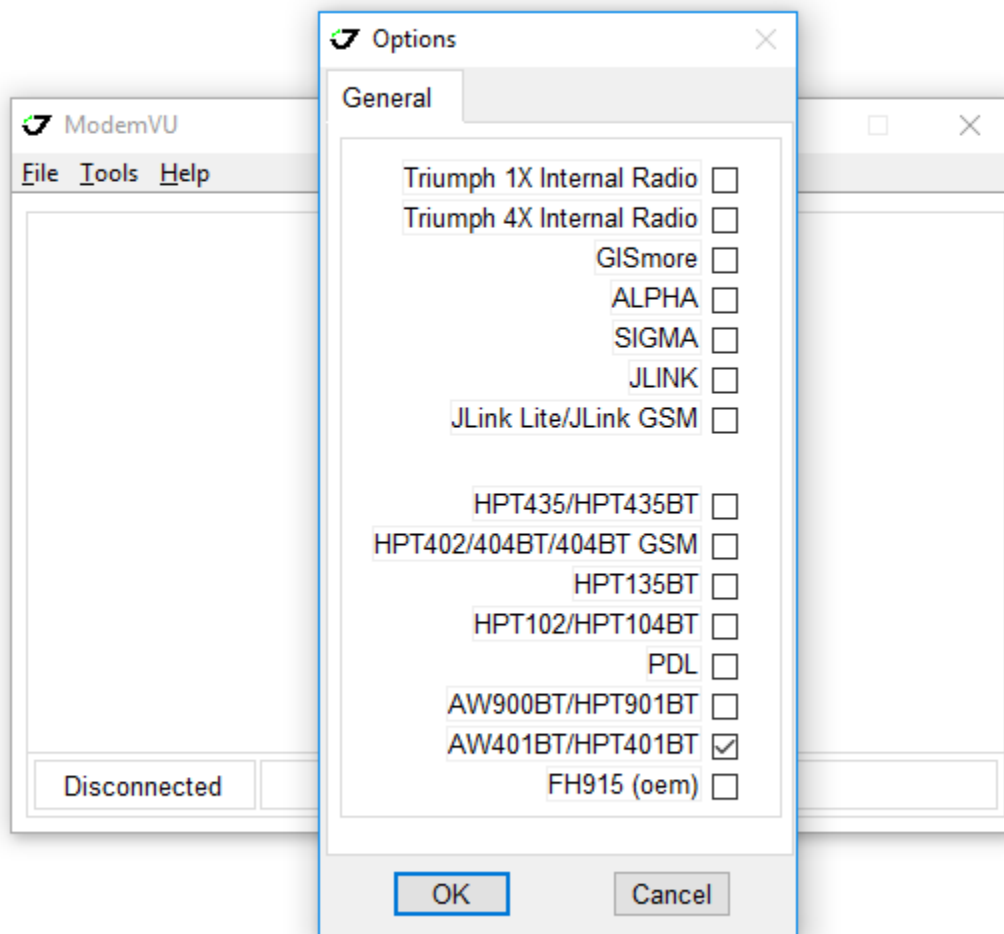 Options
General
ModemVU
File Tools Help
Triumph 1X Internal Radio
Triumph 4X Internal Radio
GISmore
ALPHA
SIGMA
JLINK
JLink Lite/JLink GSM
HPT435/HPT435BT
HPT402/404BT/404BT GSM
HPT135BT
HPT102/HPT104BT
PDL
AW900BT/HPT901BT
AW401BT/HPT401BT
FH915 (oem)
Disconnected
OK Cancel